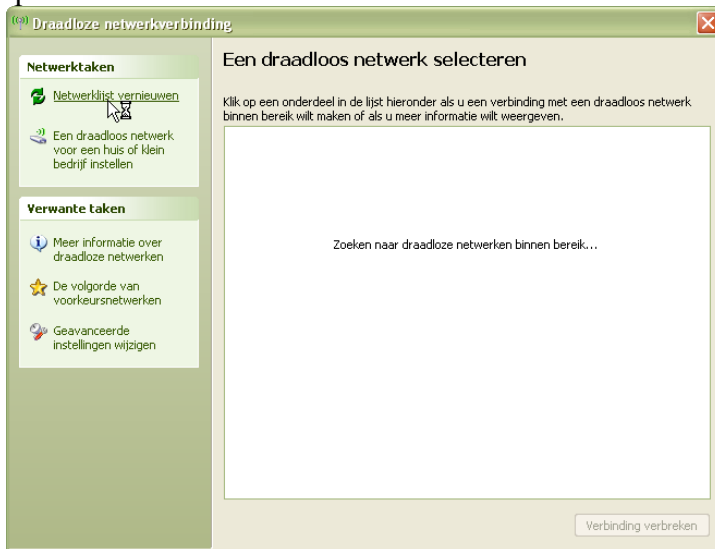 Draadloze netwerkverbinding
Netwerktaken
Netwerklijst vernieuwen
Een draadloos netwerk
voor een huis of klein
bedrijf instellen
Verwante taken
Meer informatie over
draadloze netwerken
De volgorde van
voorkeursnetwerken
Geavanceerde
instellingen wijzigen
Een draadloos netwerk selecteren
Klik op een onderdeel in de lijst hieronder als u een verbinding met een draadloos netwerk
binnen bereik wilt maken of als u meer informatie wilt weergeven.
Zoeken naar draadloze netwerken binnen bereik...
Verbinding verbreken